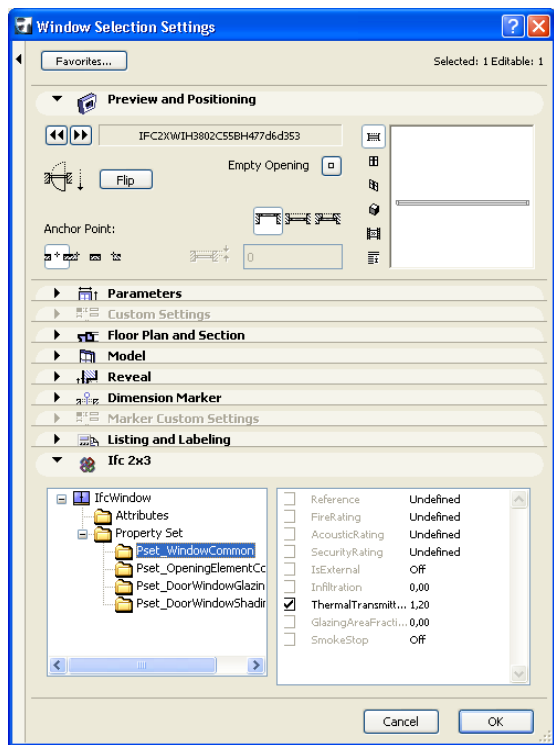 Window Selection Settings
Favorites...
Selected: 1 Editable: 1
Preview and Positioning
IFC2XWIH3802C55BH477d6d353
Empty Opening
Flip
Anchor Point:
0
Parameters
Custom Settings
Floor Plan and Section
Model
Reveal
Dimension Marker
Marker Custom Settings
Listing and Labeling
Ifc 2x3
IfcWindow
Attributes
Property Set
Pset_WindowCommon
Pset_OpeningElementCc
Pset_DoorWindowGlazin
Pset_DoorWindowShadir
Reference Undefined
FireRating Undefined
AcousticRating Undefined
SecurityRating Undefined
IsExternal Off
Infiltration 0,00
ThermalTransmitt... 1,20
GlazingAreaFracti... 0,00
SmokeStop Off
Cancel
OK